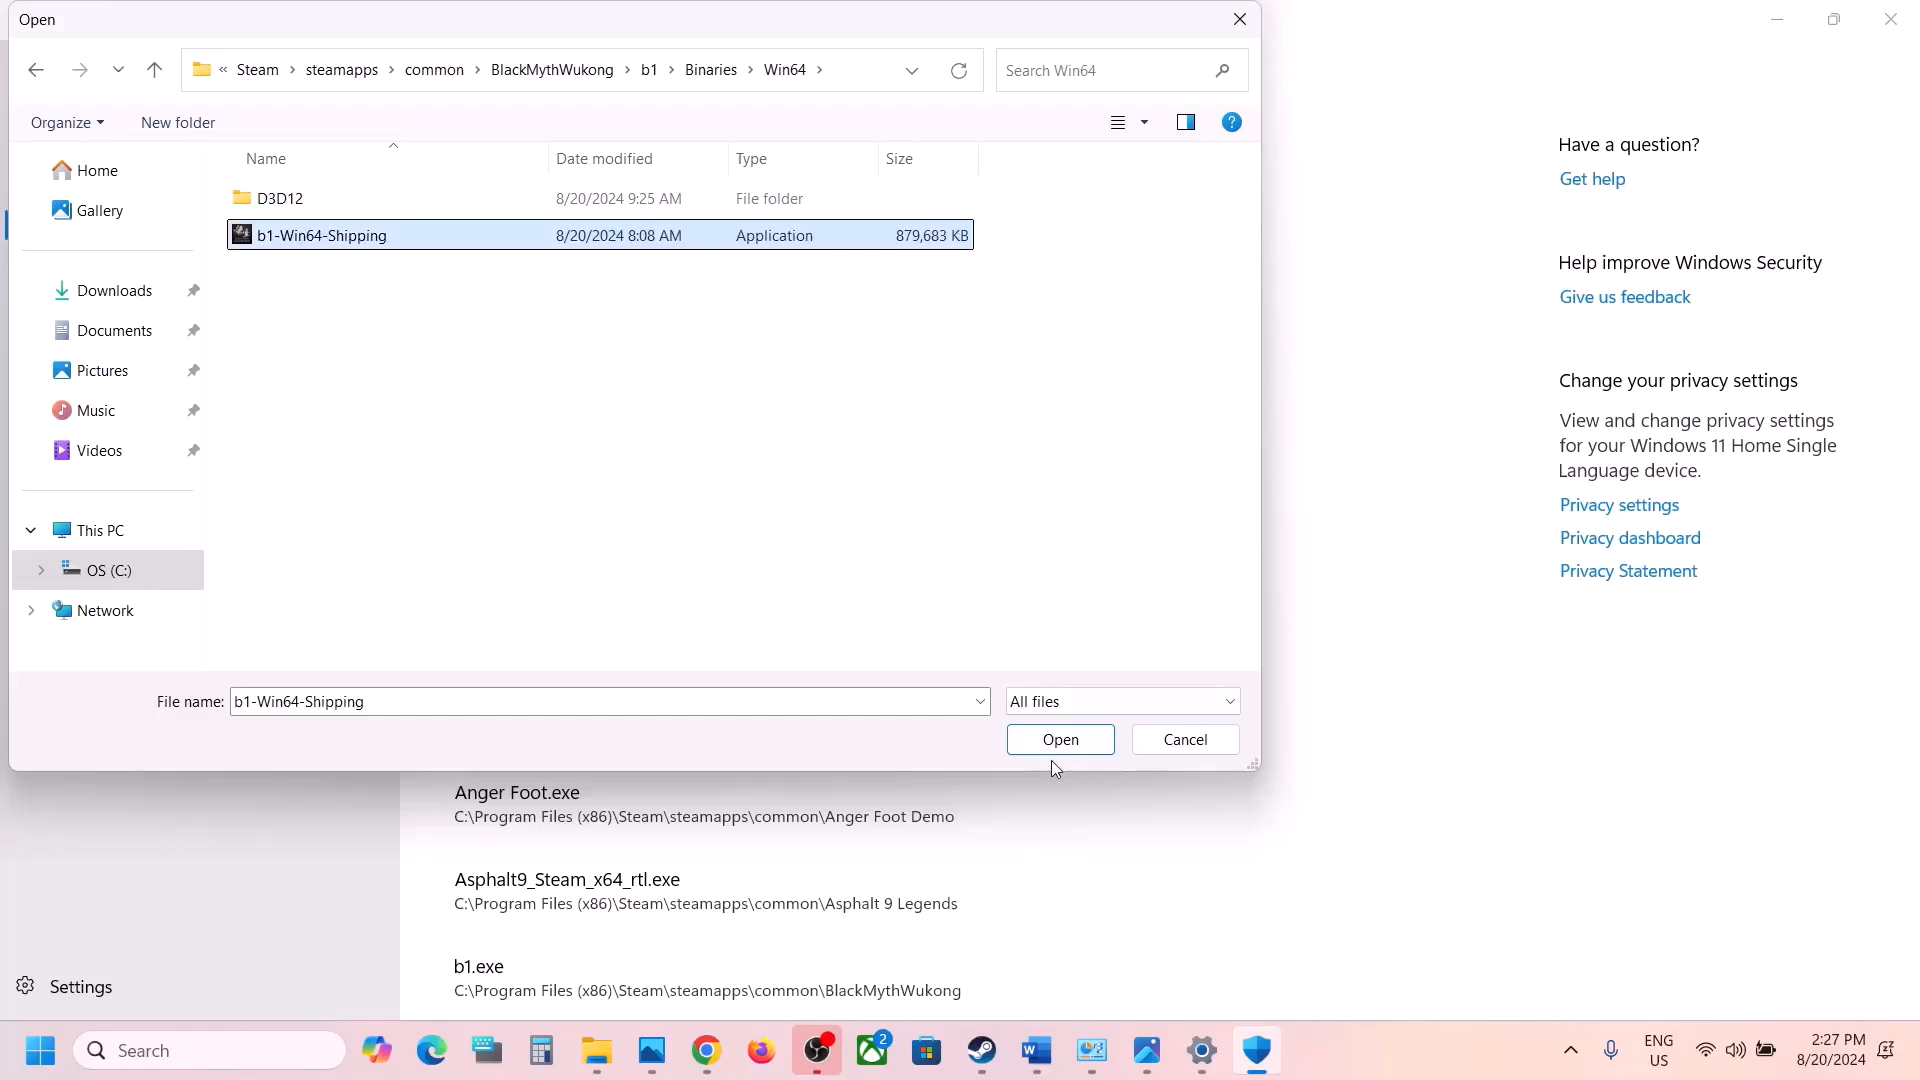 Open
« Steam › steamapps › common › BlackMythWukong › b1 › Binaries › Win64 ›
Search Win64
Organize
New folder
?
Name
Date modified
Type
Size
D3D12
8/20/2024 9:25 AM
File folder
b1-Win64-Shipping
8/20/2024 8:08 AM
Application
879,683 KB
Home
Gallery
Downloads
Documents
Pictures
Music
Videos
This PC
OS (C:)
Network
File name:
b1-Win64-Shipping
All files
Open
Cancel
Have a question?
Get help
Help improve Windows Security
Give us feedback
Change your privacy settings
View and change privacy settings
for your Windows 11 Home Single
Language device.
Privacy settings
Privacy dashboard
Privacy Statement
Anger Foot.exe
C:\Program Files (x86)\Steam\steamapps\common\Anger Foot Demo
Asphalt9_Steam_x64_rtl.exe
C:\Program Files (x86)\Steam\steamapps\common\Asphalt 9 Legends
b1.exe
C:\Program Files (x86)\Steam\steamapps\common\BlackMythWukong
Settings
Search
2
ENG
US
2:27 PM
8/20/2024